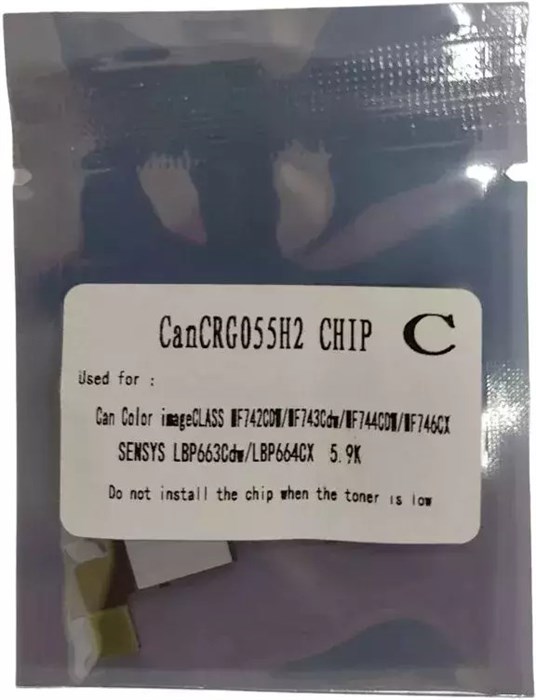 CanCRG055H2 CHIP C
Used for :
Can Color imageCLASS MF742CDW/MF743Cdw/MF744CDW/MF746CX
SENSYS LBP663Cdw/LBP664CX 5.9K
Do not install the chip when the toner is low